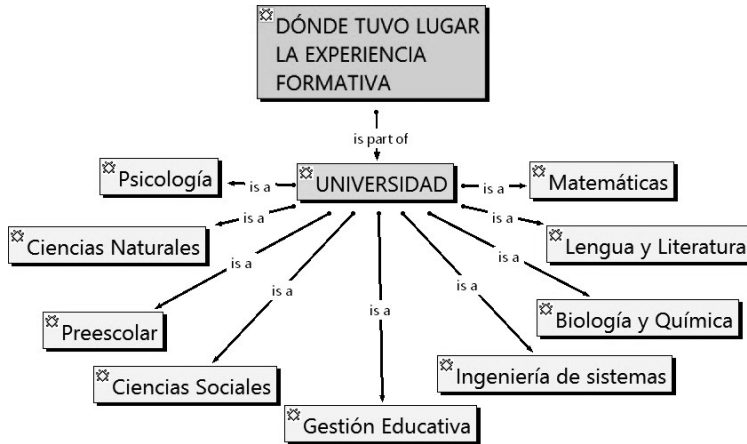 DÓNDE TUVO LUGAR
LA EXPERIENCIA
FORMATIVA
is part of
Psicología
is a
UNIVERSIDAD
is a
Matemáticas
Ciencias Naturales
is a
is a
Lengua y Literatura
is a
is a
Preescolar
is a
is a
Biología y Química
is a
Ciencias Sociales
Ingeniería de sistemas
Gestión Educativa